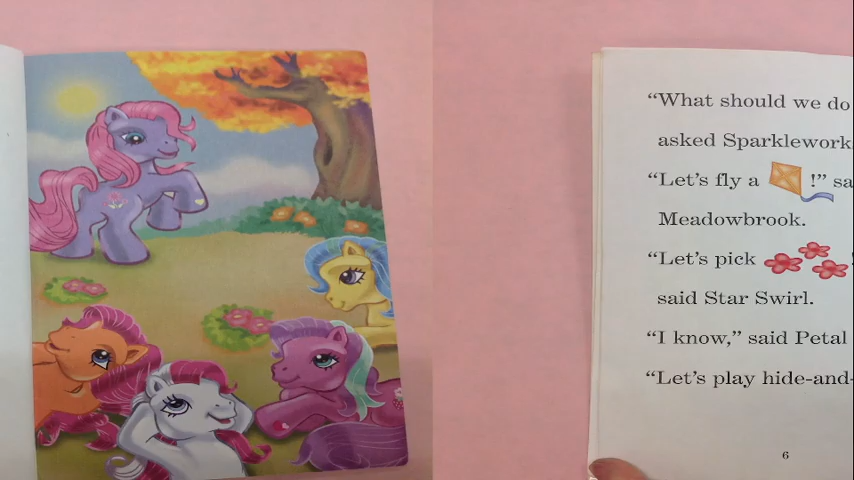 “What should we do
asked Sparklework
“Let’s fly a !” sa
Meadowbrook.
“Let’s pick
said Star Swirl.
“I know,” said Petal
“Let’s play hide-and-
6